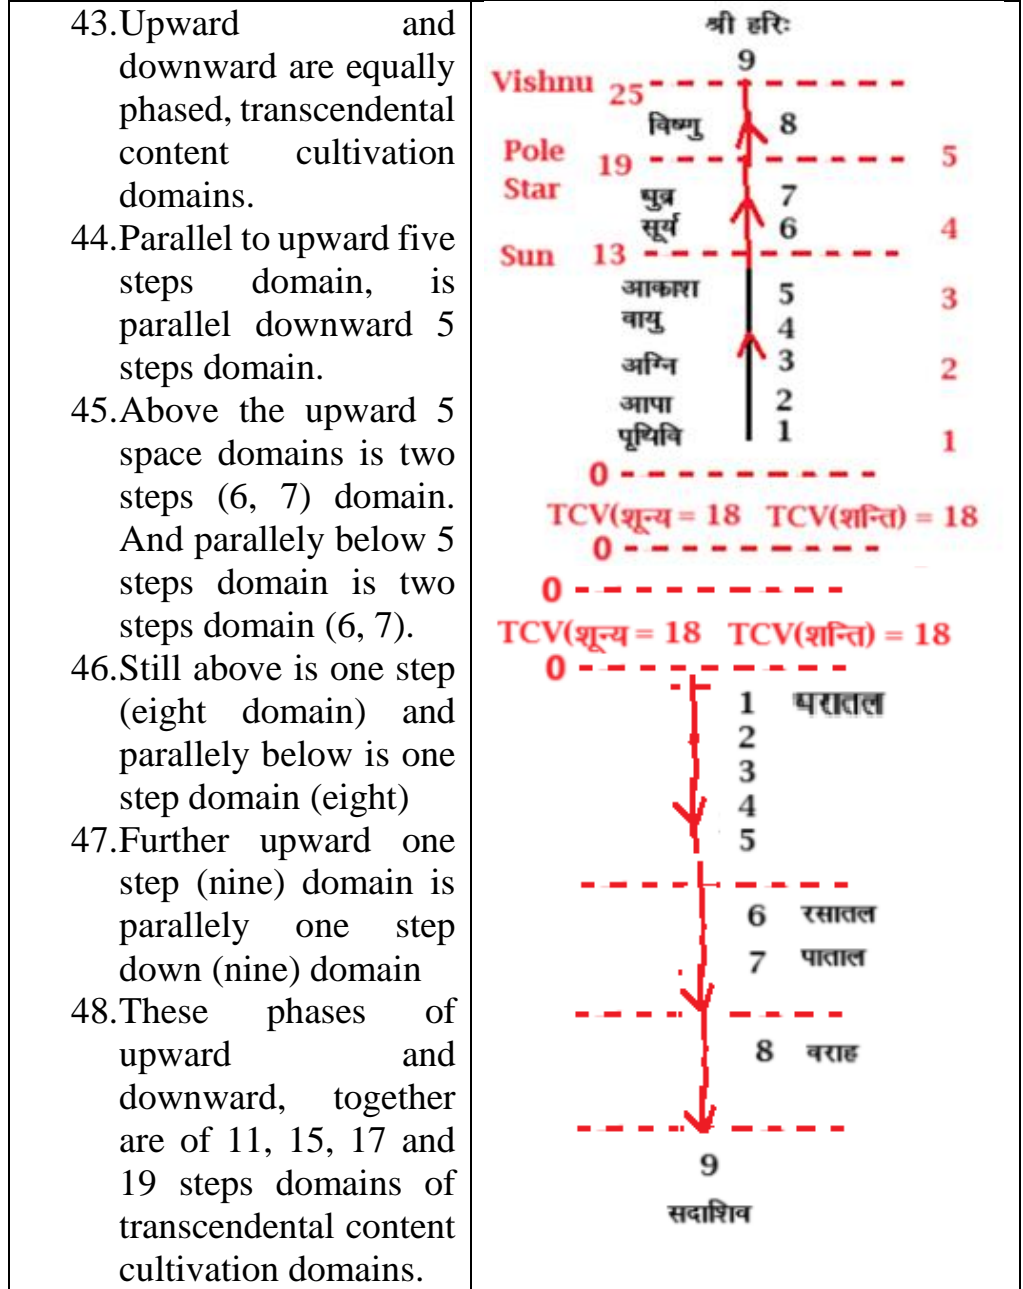 43.Upward and
downward are equally
phased, transcendental
content cultivation
domains.
44.Parallel to upward five
steps domain, is
parallel downward 5
steps domain.
45.Above the upward 5
space domains is two
steps (6, 7) domain.
And parallely below 5
steps domain is two
steps domain (6, 7).
46.Still above is one step
(eight domain) and
parallely below is one
step domain (eight)
47.Further upward one
step (nine) domain is
parallely one step
down (nine) domain
48.These phases of
upward and
downward, together
are of 11, 15, 17 and
19 steps domains of
transcendental content
cultivation domains.
श्री हरिः
9
Vishnu 25
विष्णु 8
Pole 19 5
Star
ध्रुव 7
सूर्य 6 4
Sun 13
आकाश 5 3
वायु 4
अग्नि 3 2
आपा 2
पृथिवि 1 1
0
TCV(शून्य = 18 TCV(शन्ति) = 18
0
0
TCV(शून्य = 18 TCV(शन्ति) = 18
0
1 धरातल
2
3
4
5
6 रसातल
7 पाताल
8 वराह
9
सदाशिव